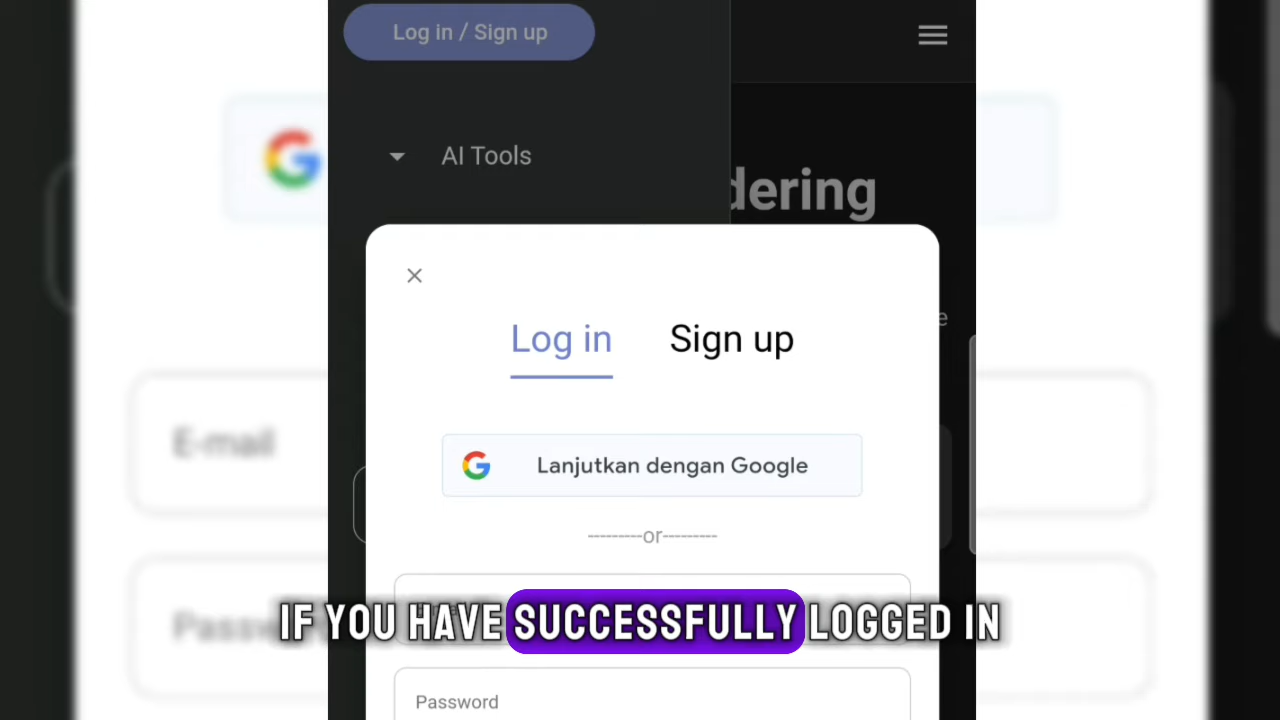 Log in / Sign up
AI Tools
dering
e
Log in Sign up
Lanjutkan dengan Google
---------or---------
IF YOU HAVE SUCCESSFULLY LOGGED IN
Password
E-mail